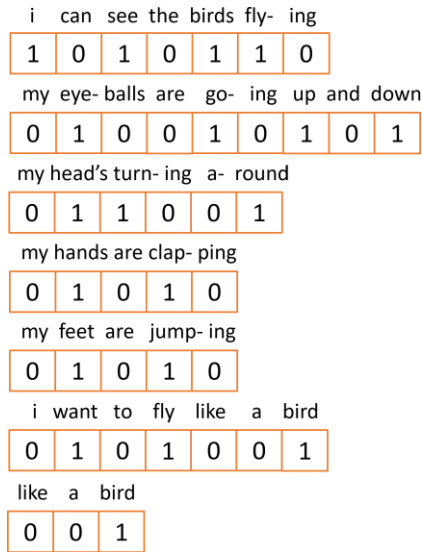 i can see the birds fly- ing
1 0 1 0 1 1 0
my eye- balls are go- ing up and down
0 1 0 0 1 0 1 0 1
my head's turn- ing a- round
0 1 1 0 0 1
my hands are clap- ping
0 1 0 1 0
my feet are jump- ing
0 1 0 1 0
i want to fly like a bird
0 1 0 1 0 0 1
like a bird
0 0 1